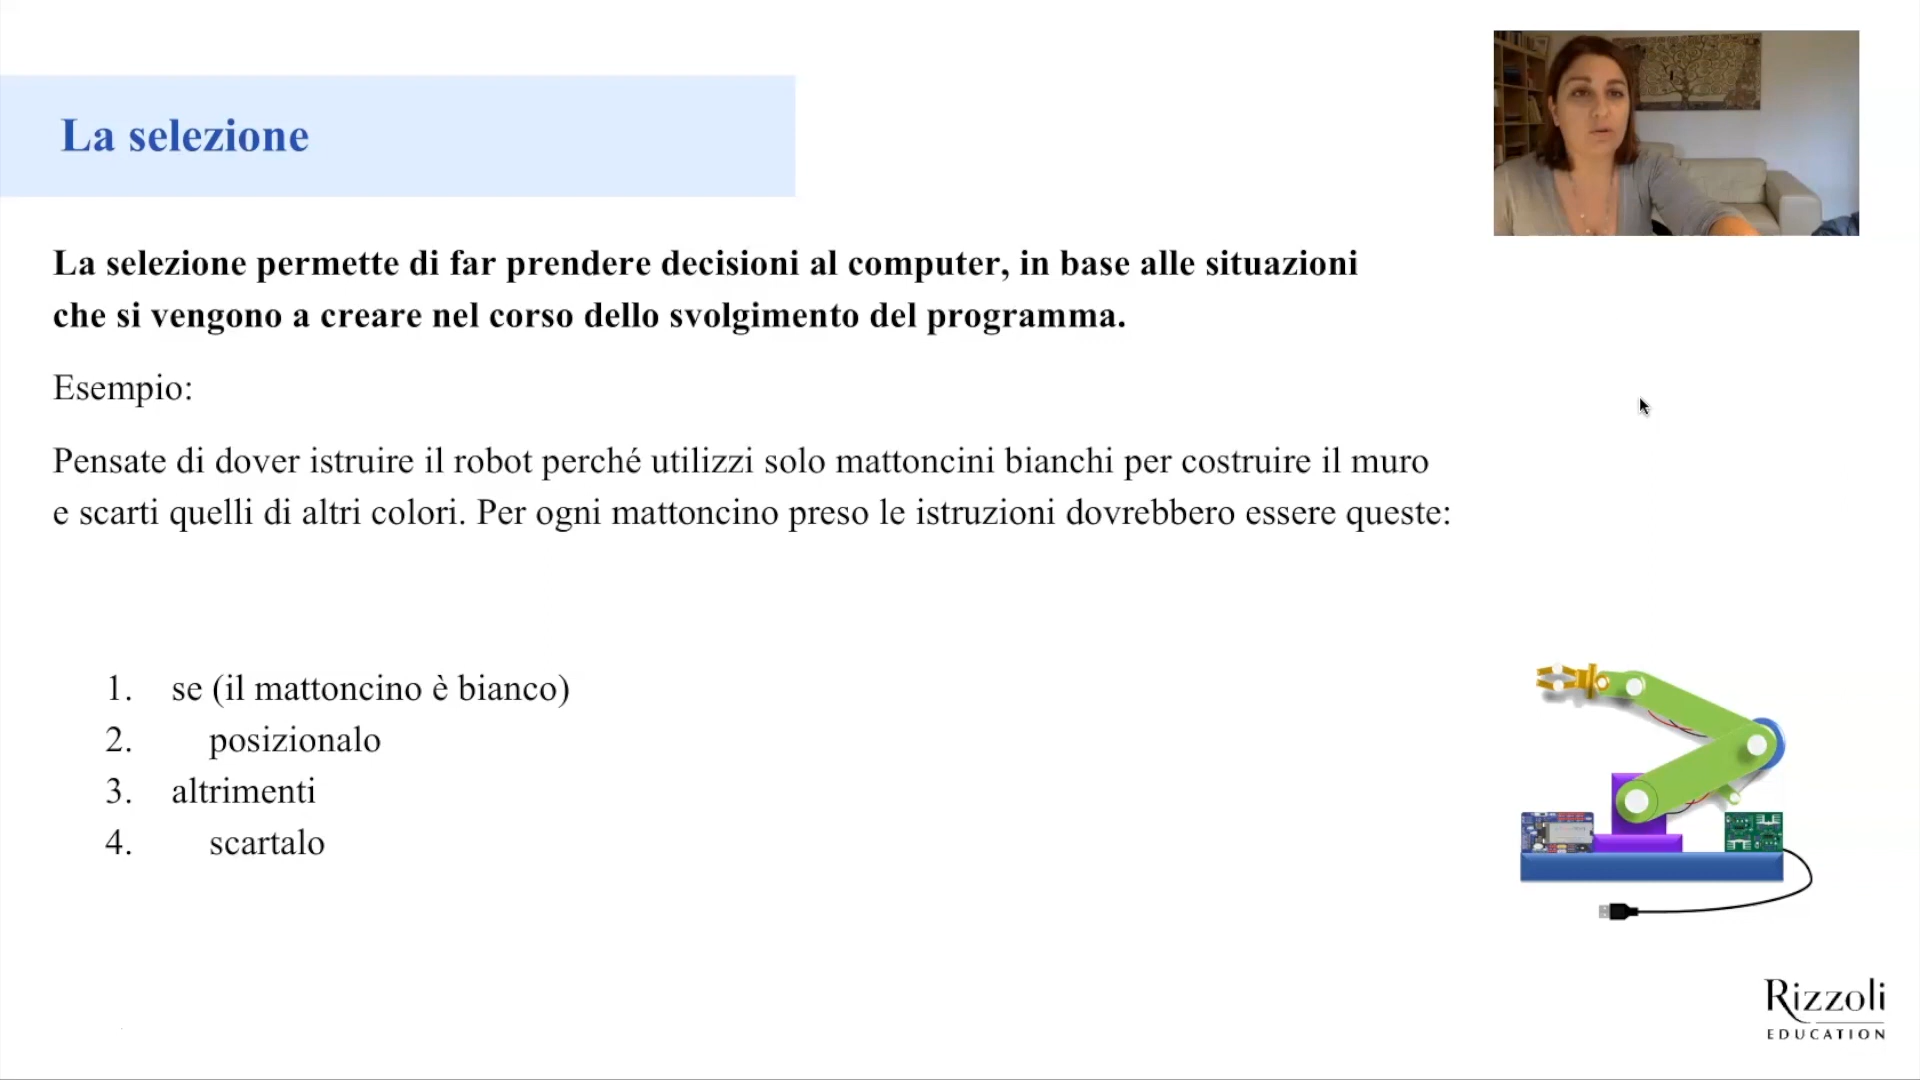 La selezione
La selezione permette di far prendere decisioni al computer, in base alle situazioni
che si vengono a creare nel corso dello svolgimento del programma.
Esempio:
Pensate di dover istruire il robot perché utilizzi solo mattoncini bianchi per costruire il muro
e scarti quelli di altri colori. Per ogni mattoncino preso le istruzioni dovrebbero essere queste:
1. se (il mattoncino è bianco)
2. posizionalo
3. altrimenti
4. scartalo
Rizzoli
EDUCATION